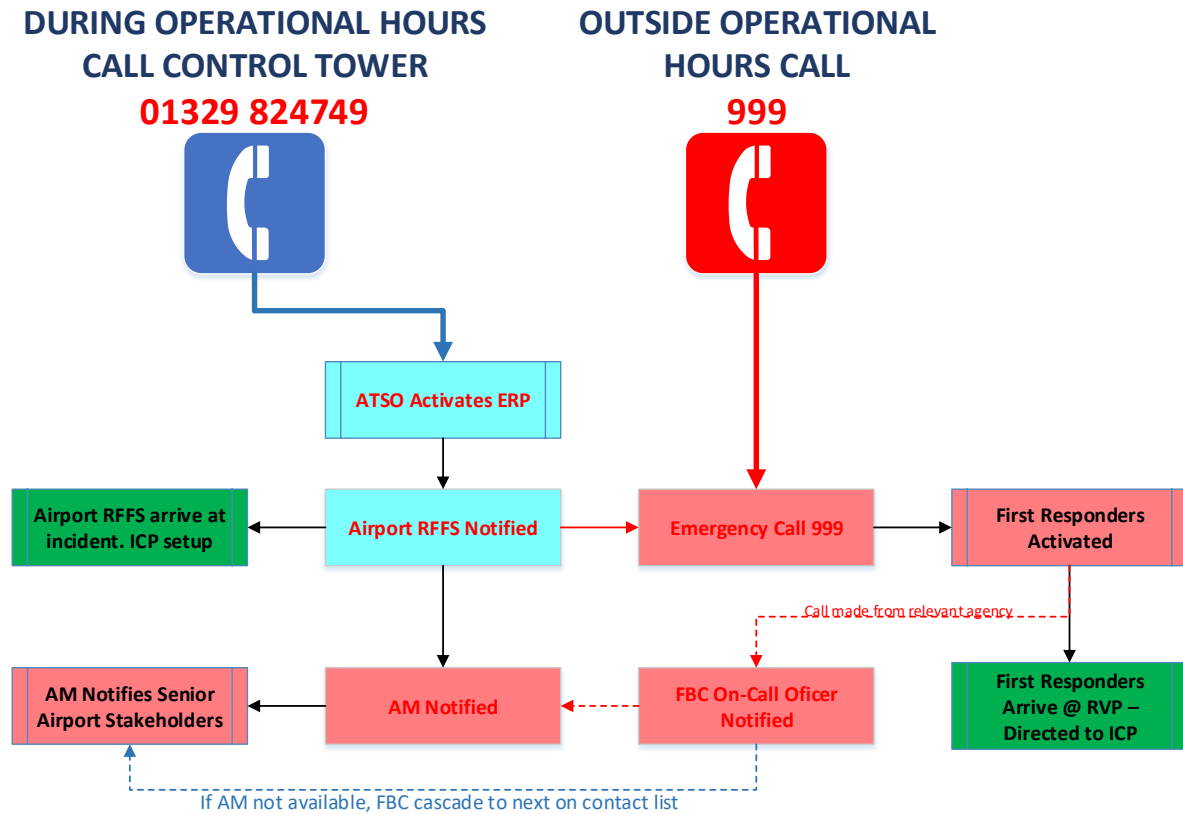 DURING OPERATIONAL HOURS
CALL CONTROL TOWER
01329 824749
OUTSIDE OPERATIONAL
HOURS CALL
999
ATSO Activates ERP
Airport RFFS arrive at
incident. ICP setup
Airport RFFS Notified
Emergency Call 999
First Responders
Activated
Call made from relevant agency
AM Notifies Senior
Airport Stakeholders
AM Notified
FBC On-Call Oficer
Notified
First Responders
Arrive @ RVP –
Directed to ICP
If AM not available, FBC cascade to next on contact list